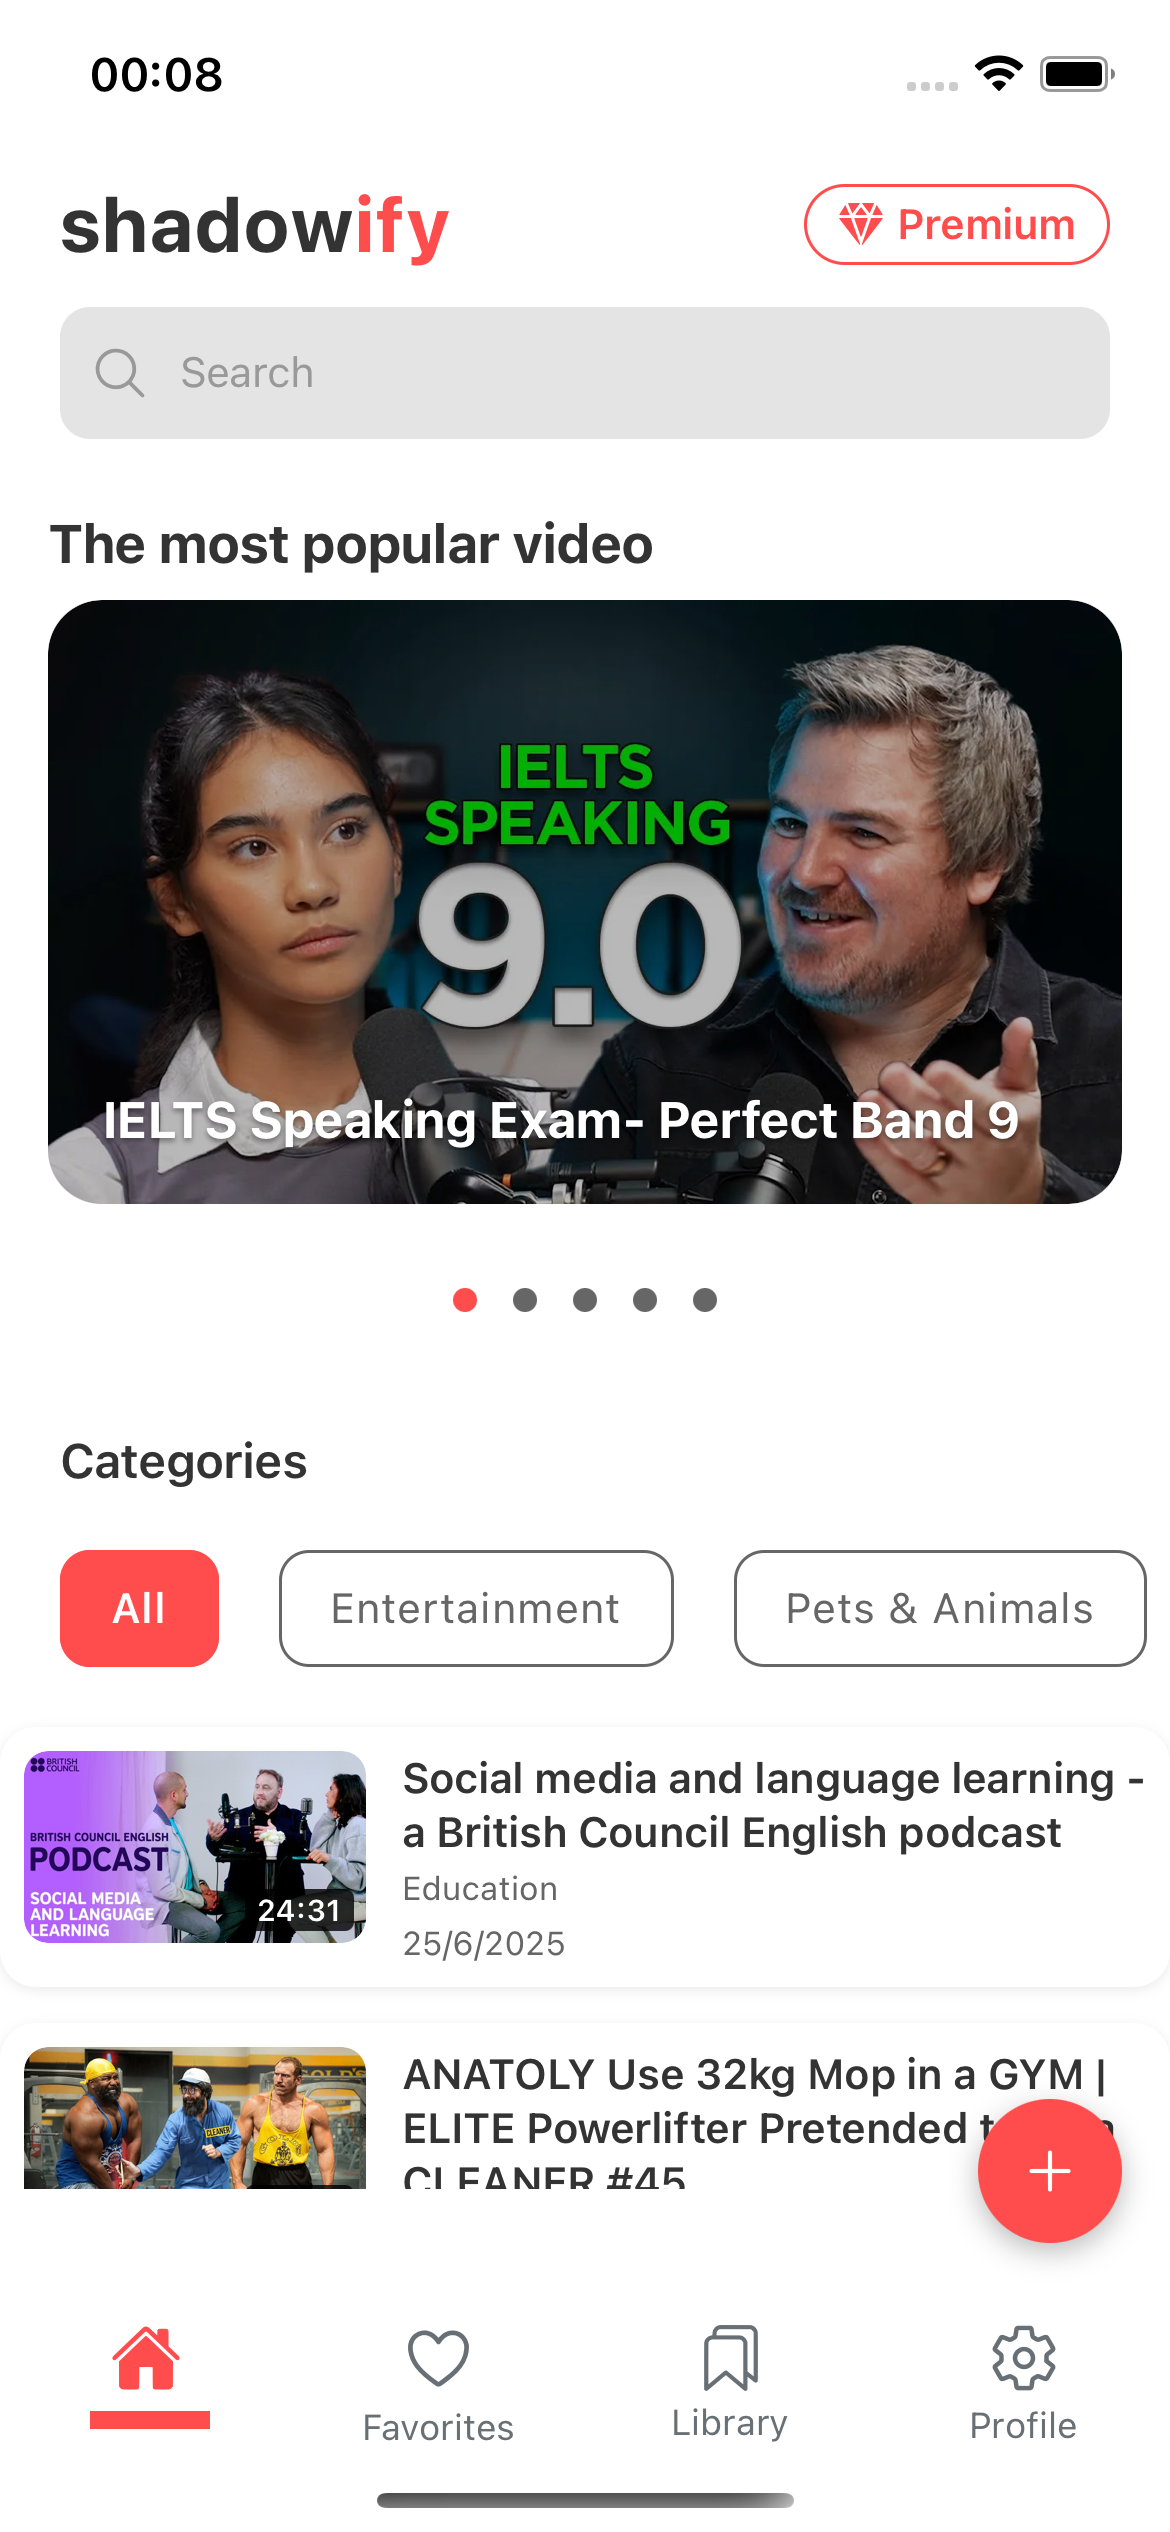 00:08
shadowify
Premium
Search
The most popular video
IELTS
SPEAKING
9.0
IELTS Speaking Exam- Perfect Band 9
Categories
All
Entertainment
Pets & Animals
BRITISH
COUNCIL
BRITISH COUNCIL ENGLISH
PODCAST
SOCIAL MEDIA
AND LANGUAGE
LEARNING
24:31
Social media and language learning -
a British Council English podcast
Education
25/6/2025
CLEANER
ANATOLY Use 32kg Mop in a GYM |
ELITE Powerlifter Pretended
CLEANER #45
Favorites
Library
Profile